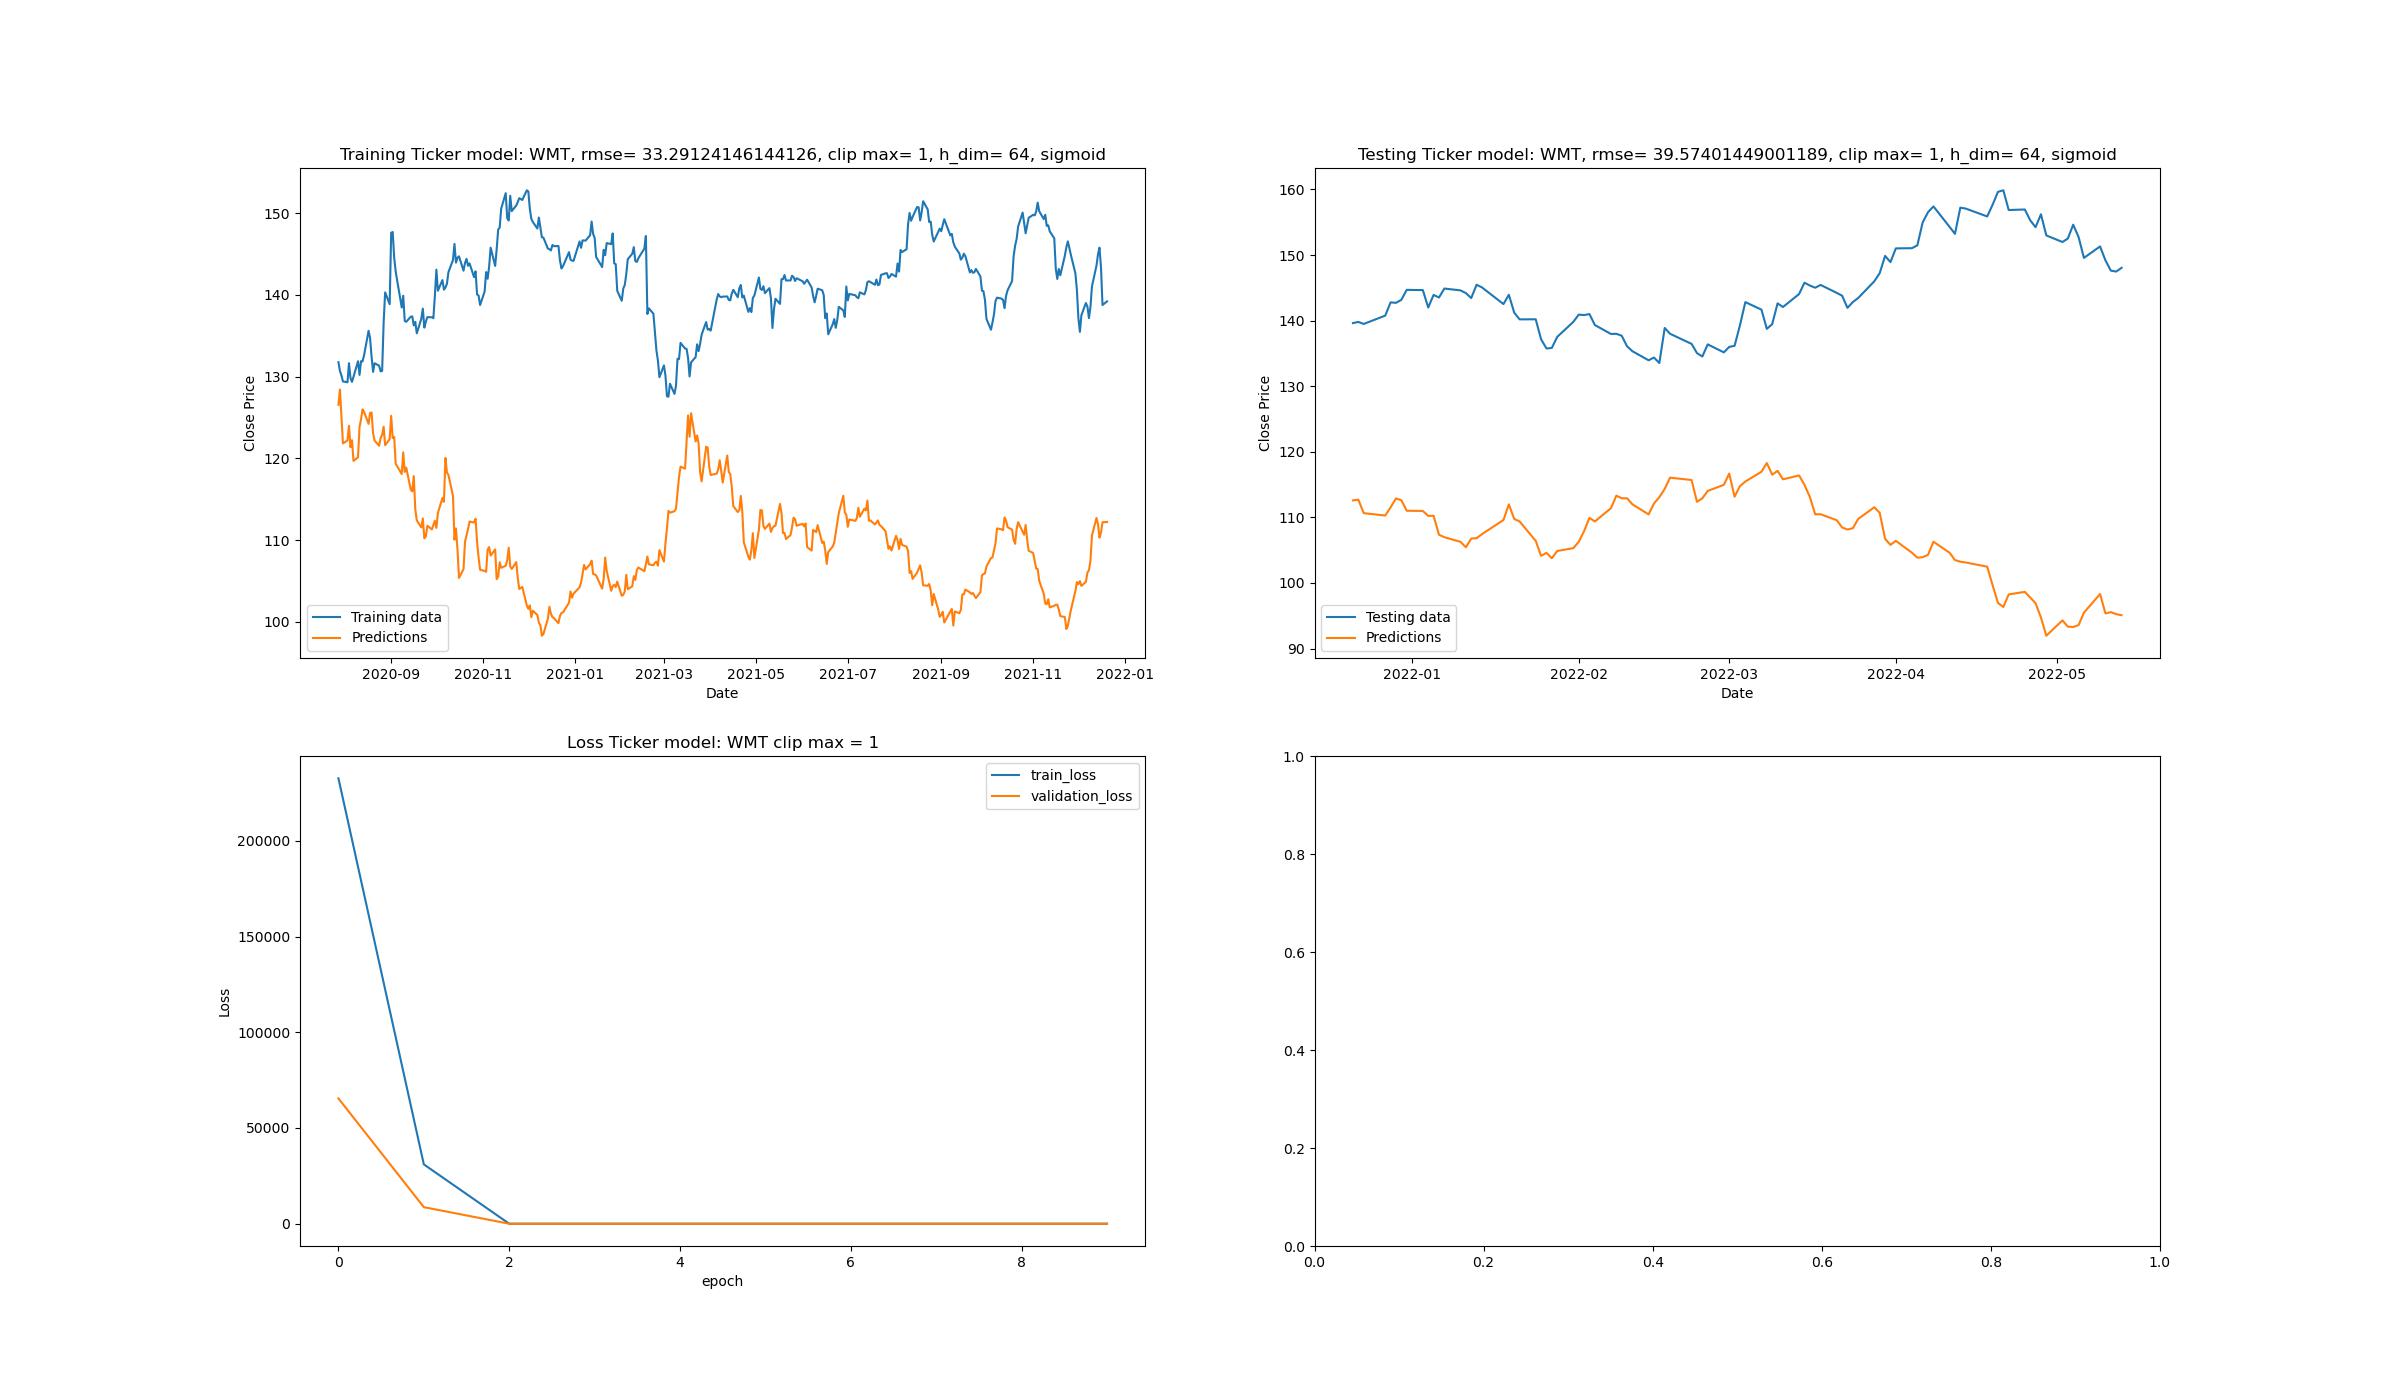 Training Ticker model: WMT, rmse= 33.29124146144126, clip max= 1, h_dim= 64, sigmoid
150
140
130
120
110
100
Close Price
Training data
Predictions
2020-09 2020-11 2021-01 2021-03 2021-05 2021-07 2021-09 2021-11 2022-01
Date
Testing Ticker model: WMT, rmse= 39.57401449001189, clip max= 1, h_dim= 64, sigmoid
160
150
140
130
120
110
100
90
Close Price
Testing data
Predictions
2022-01 2022-02 2022-03 2022-04 2022-05
Date
Loss Ticker model: WMT clip max = 1
train_loss
validation_loss
200000
150000
100000
50000
0
Loss
0 2 4 6 8
epoch
1.0
0.8
0.6
0.4
0.2
0.0
0.0 0.2 0.4 0.6 0.8 1.0